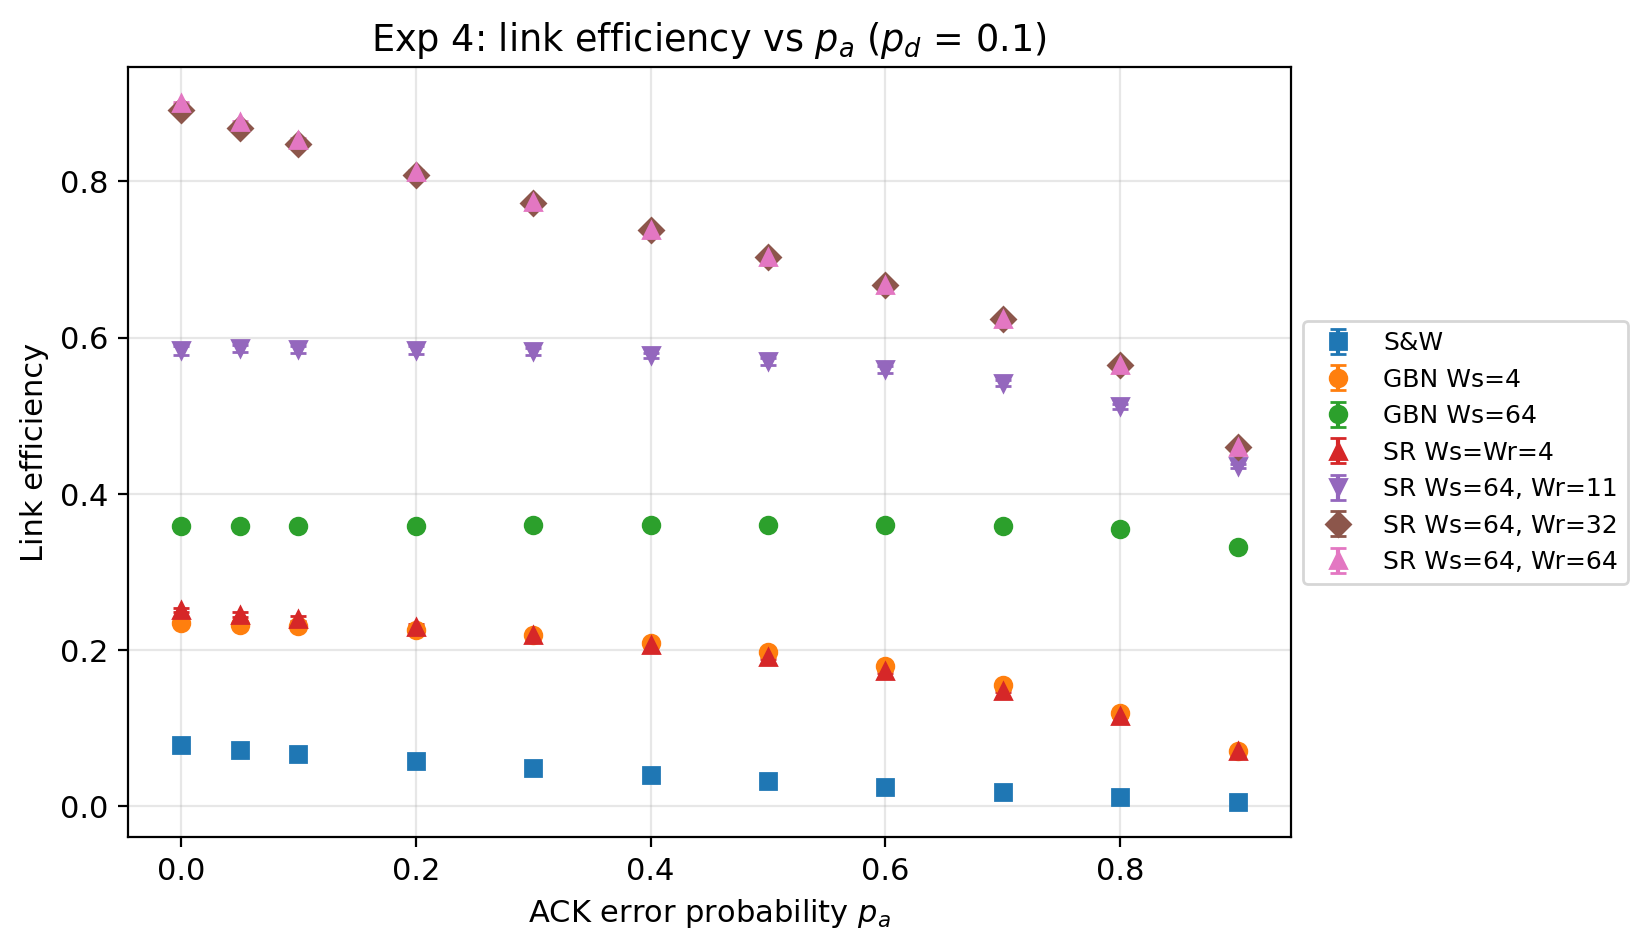 Exp 4: link efficiency vs pₐ (p_d = 0.1)
Link efficiency
0.8
0.6
0.4
0.2
0.0
0.0 0.2 0.4 0.6 0.8
ACK error probability pₐ
S&W
GBN Ws=4
GBN Ws=64
SR Ws=Wr=4
SR Ws=64, Wr=11
SR Ws=64, Wr=32
SR Ws=64, Wr=64